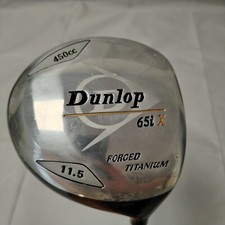 450cc
Dunlop
65i X
FORGED
TITANIUM
11.5